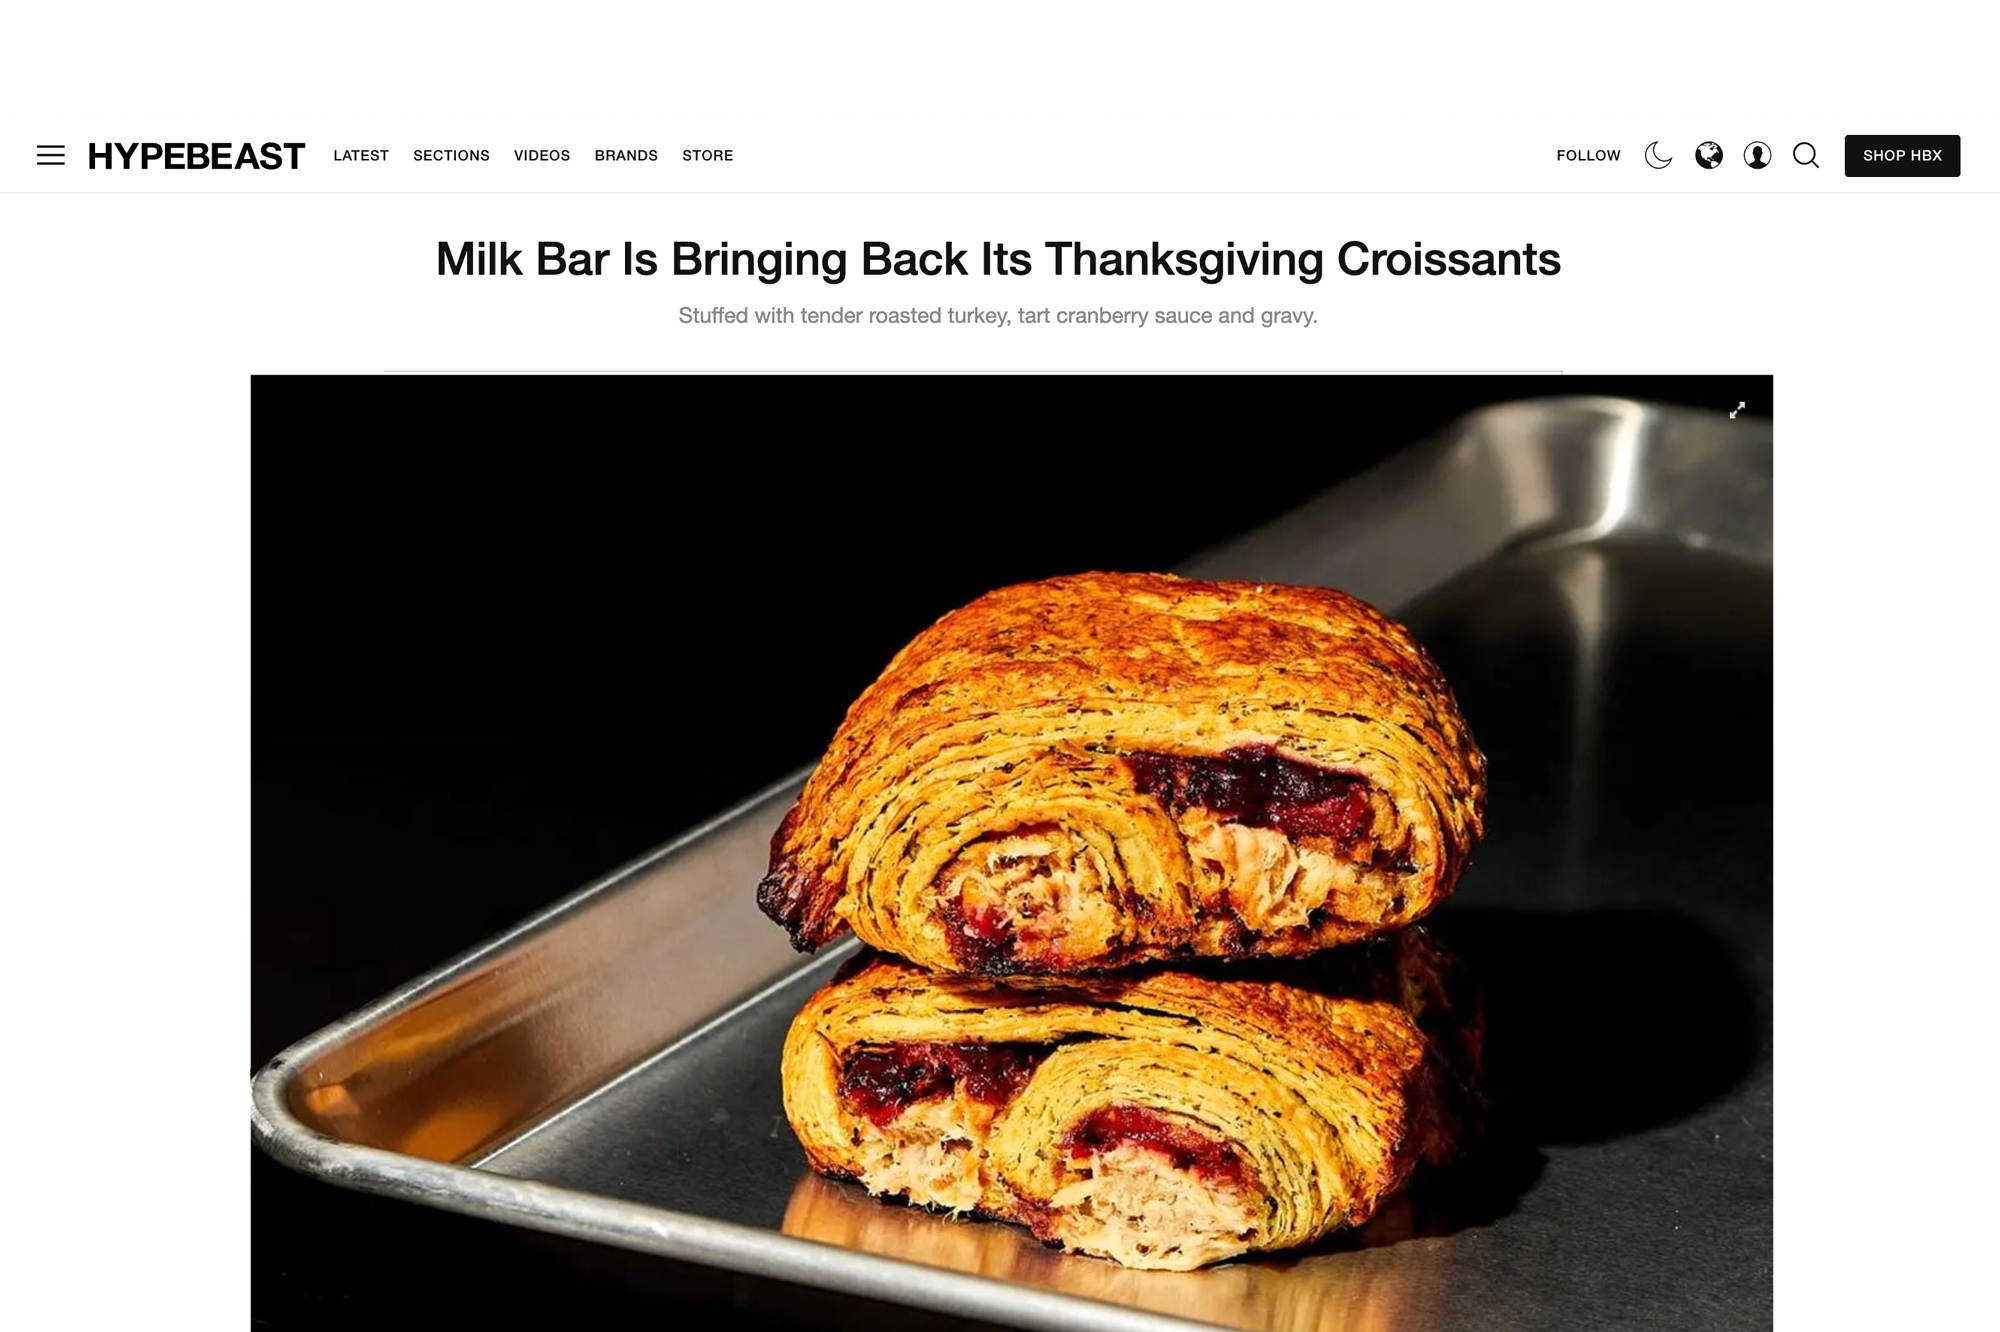 HYPEBEAST LATEST SECTIONS VIDEOS BRANDS STORE FOLLOW SHOP HBX
Milk Bar Is Bringing Back Its Thanksgiving Croissants
Stuffed with tender roasted turkey, tart cranberry sauce and gravy.